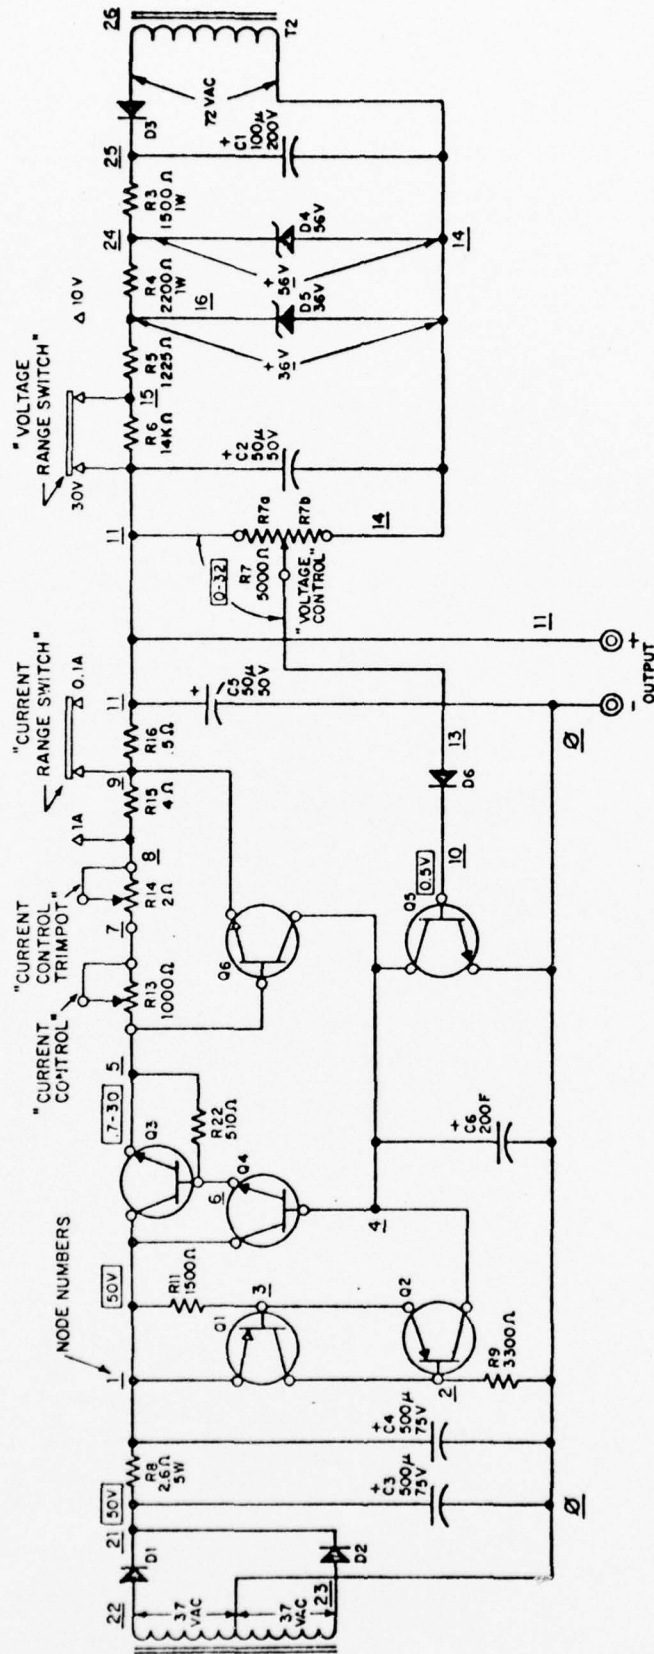 22
37
VAC
37
VAC
23
D1
D2
21
50V
R8
2.6Ω
5W
+
C3
500μ
75V
Ø
+
C4
500μ
75V
NODE NUMBERS
1
50V
R11
1500Ω
Q1
3
Q2
2
R9
3300Ω
Q3
.7-30
R22
510Ω
6
Q4
4
+
C6
200F
5
"CURRENT
CONTROL"
R13
1000Ω
"CURRENT
CONTROL
TRIMPOT"
7
R14
2Ω
8
Q6
Q5
0.5V
10
D6
13
"CURRENT
RANGE SWITCH"
1A
0.1A
R15
4Ω
9
R16
.5Ω
11
+
C5
50μ
50V
Ø
11
- +
OUTPUT
11
0-32
R7
5000Ω
"VOLTAGE
CONTROL"
R7a
R7b
14
"VOLTAGE
RANGE SWITCH"
30V
10V
+
C2
50μ
50V
R6
14KΩ
15
R5
1225Ω
16
+
36V
D5
36V
R4
2200Ω
1W
24
+
56V
D4
56V
14
R3
1500Ω
1W
25
+
C1
100μ
200V
D3
72VAC
26
T2